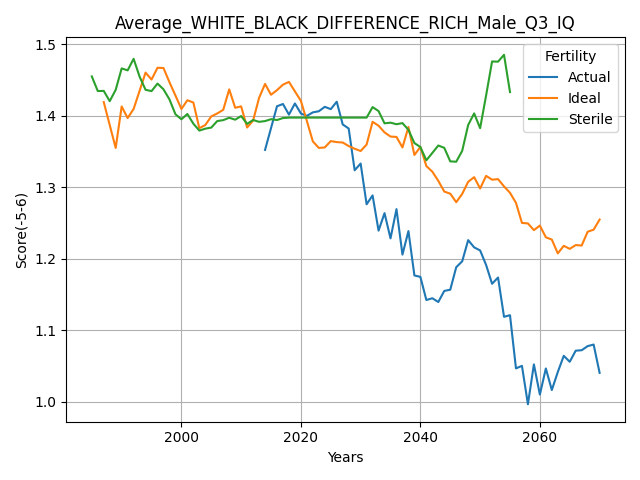 Average_WHITE_BLACK_DIFFERENCE_RICH_Male_Q3_IQ
Fertility
Actual
Ideal
Sterile
Score(-5-6)
1.5
1.4
1.3
1.2
1.1
1.0
2000
2020
2040
2060
Years